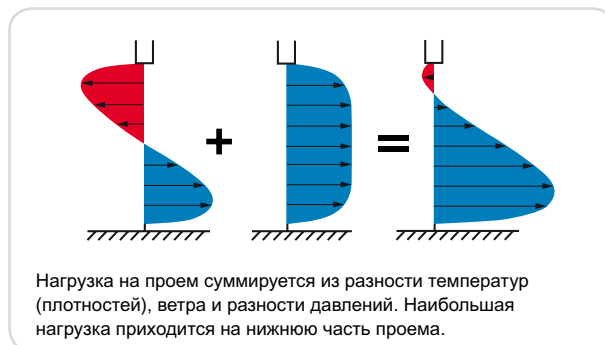 Нагрузка на проем суммируется из разности температур
(плотностей), ветра и разности давлений. Наибольшая
нагрузка приходится на нижнюю часть проема.